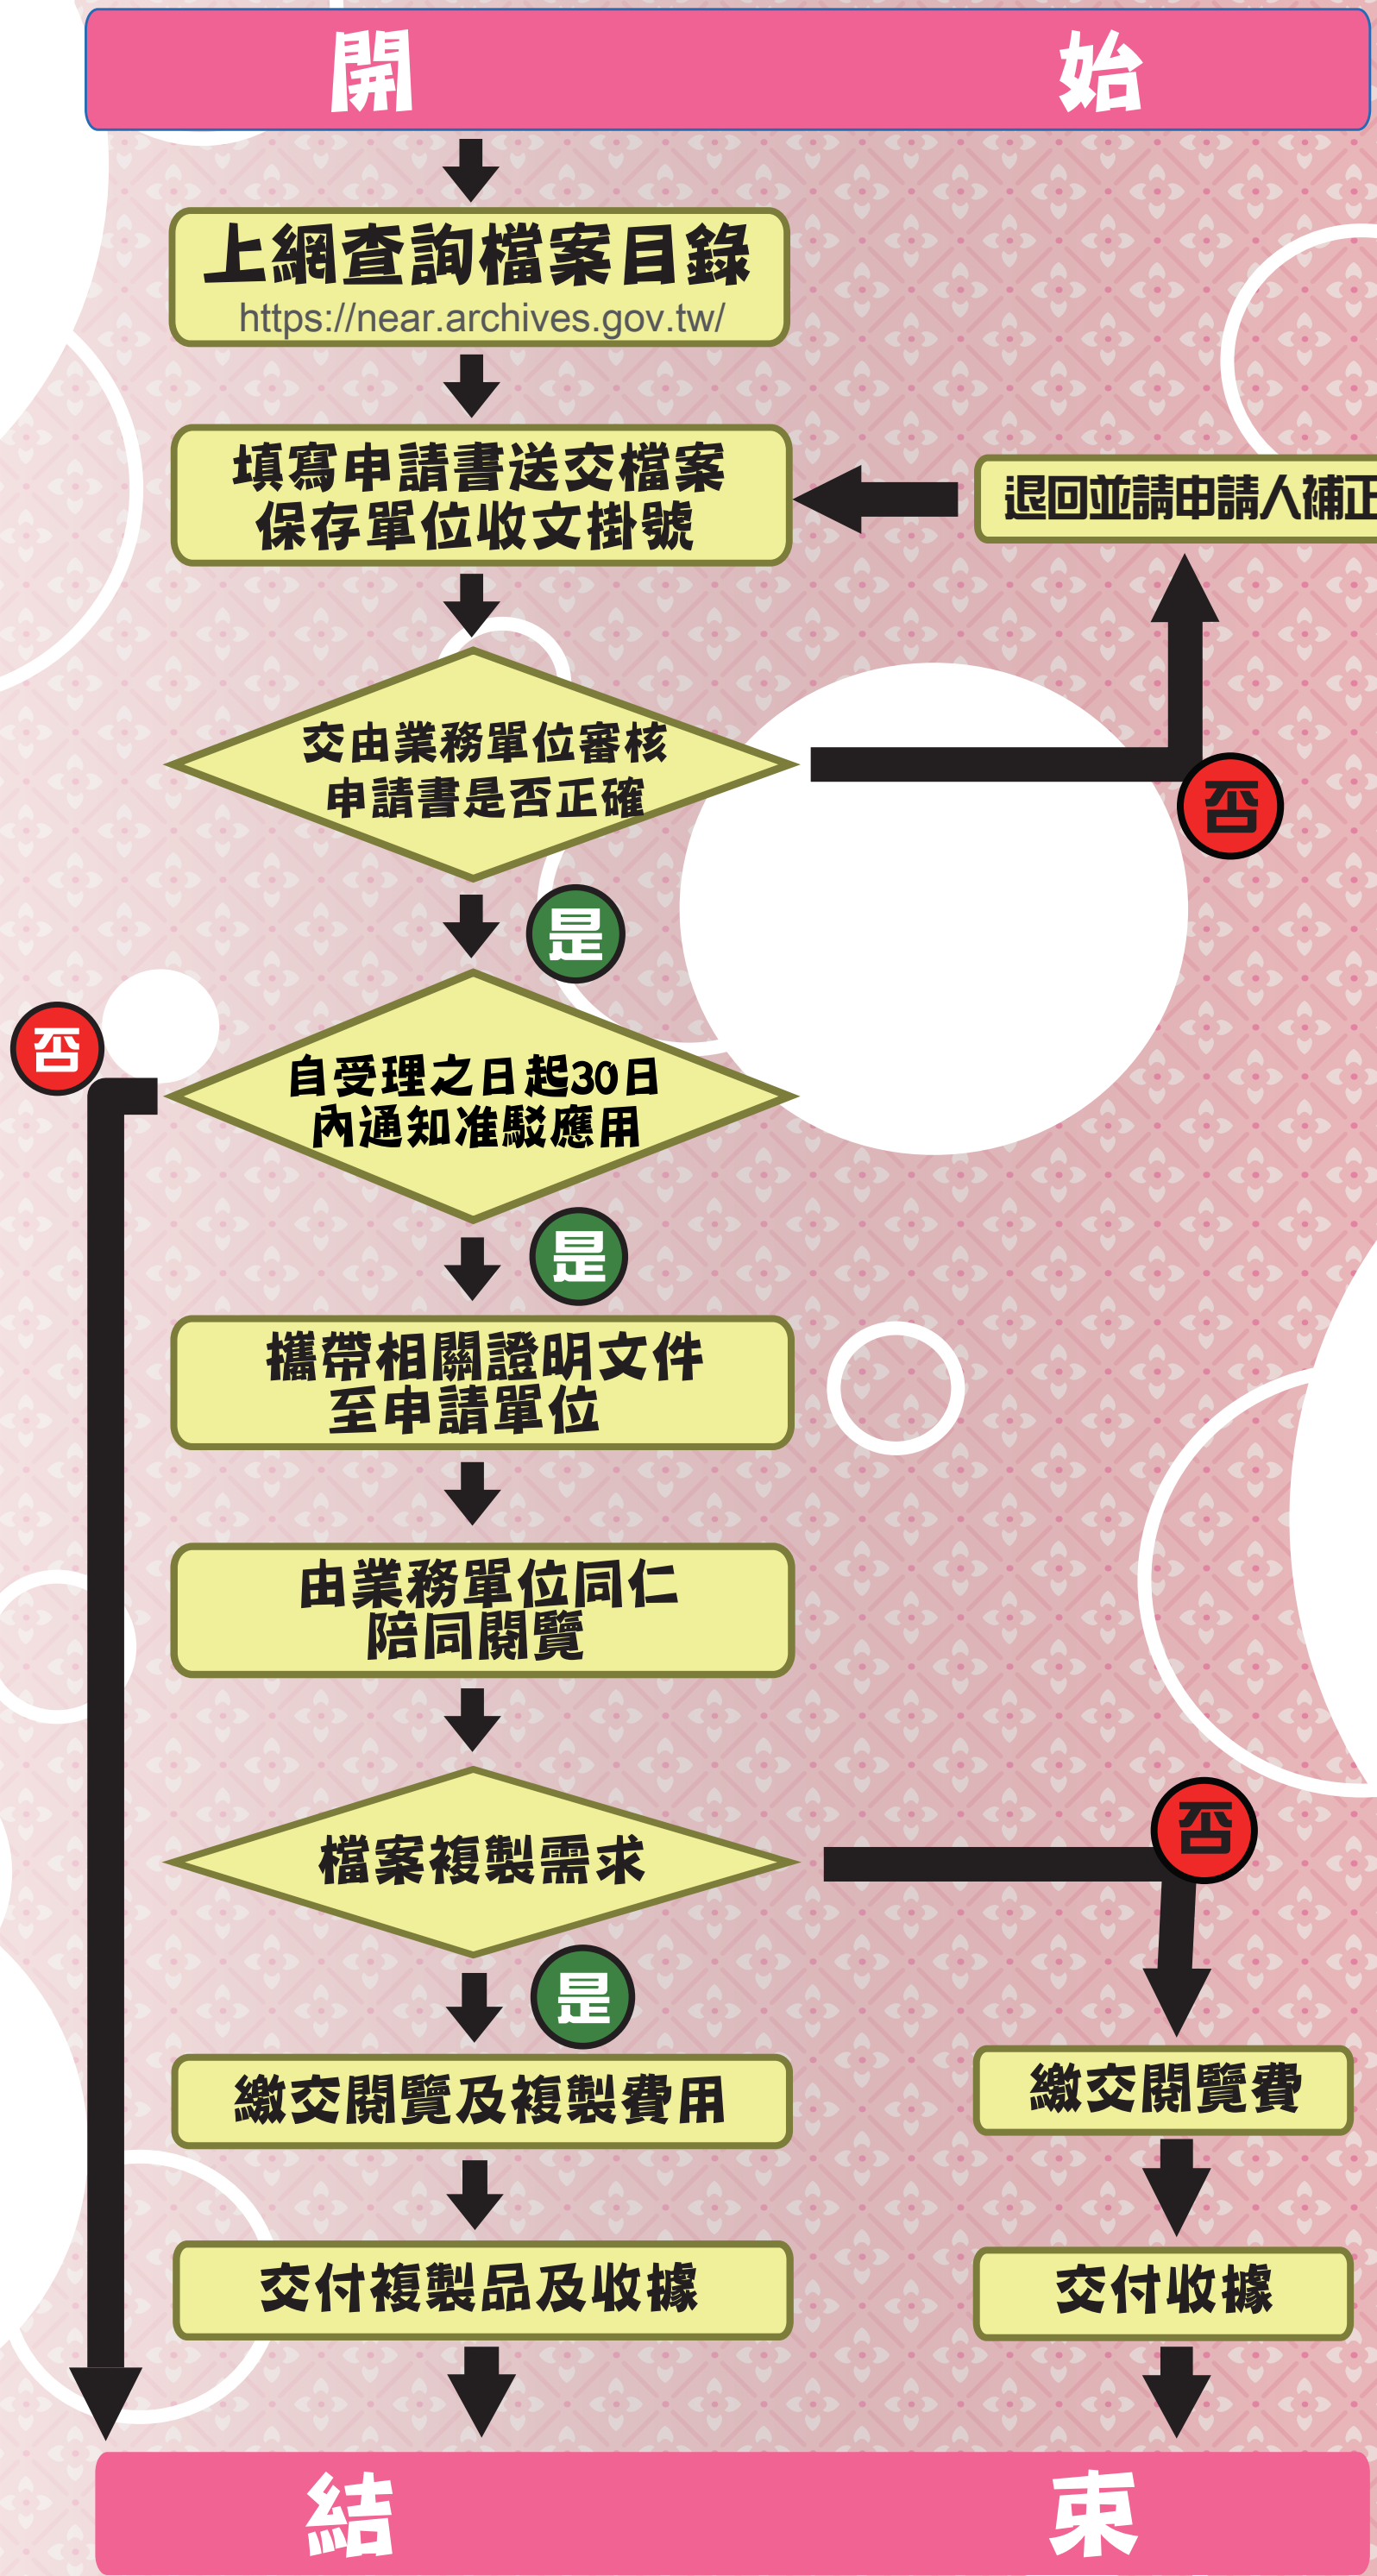 開 始
上網查詢檔案目錄
https://near.archives.gov.tw/
填寫申請書送交檔案
保存單位收文掛號
退回並請申請人補正
交由業務單位審核
申請書是否正確
否
是
否
自受理之日起30日
內通知准駁應用
是
攜帶相關證明文件
至申請單位
由業務單位同仁
陪同閱覽
檔案複製需求
否
是
繳交閱覽及複製費用
繳交閱覽費
交付複製品及收據
交付收據
結 束